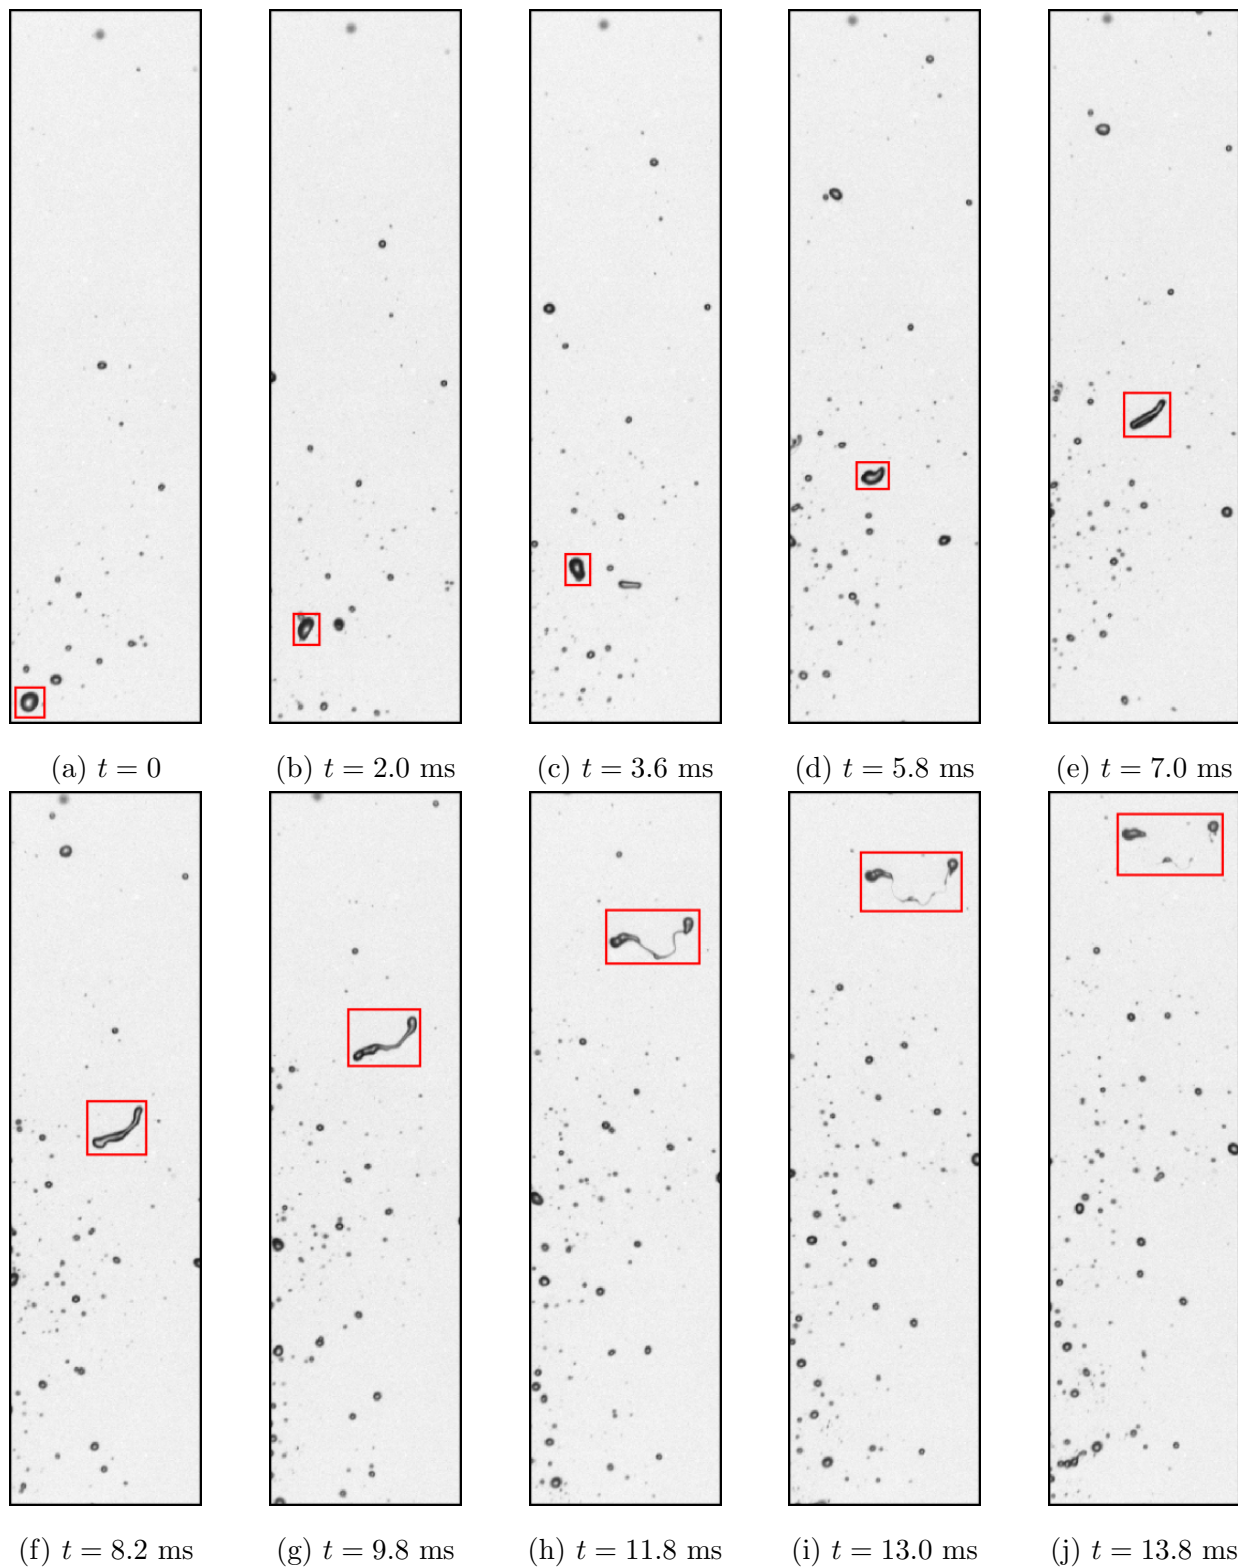 (a) t = 0
(b) t = 2.0 ms
(c) t = 3.6 ms
(d) t = 5.8 ms
(e) t = 7.0 ms
(f) t = 8.2 ms
(g) t = 9.8 ms
(h) t = 11.8 ms
(i) t = 13.0 ms
(j) t = 13.8 ms